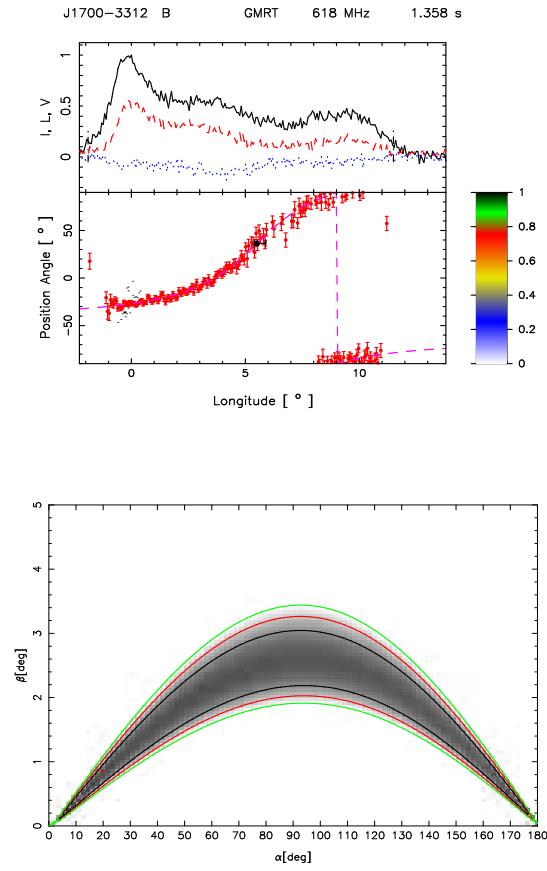 J1700−3312 B GMRT 618 MHz 1.358 s
1
0.5
0
I, L, V
50
0
−50
Position Angle [ ° ]
0 5 10
Longitude [ ° ]
1
0.8
0.6
0.4
0.2
0
5
4
3
2
1
0
β[deg]
0 10 20 30 40 50 60 70 80 90 100 110 120 130 140 150 160 170 180
α[deg]